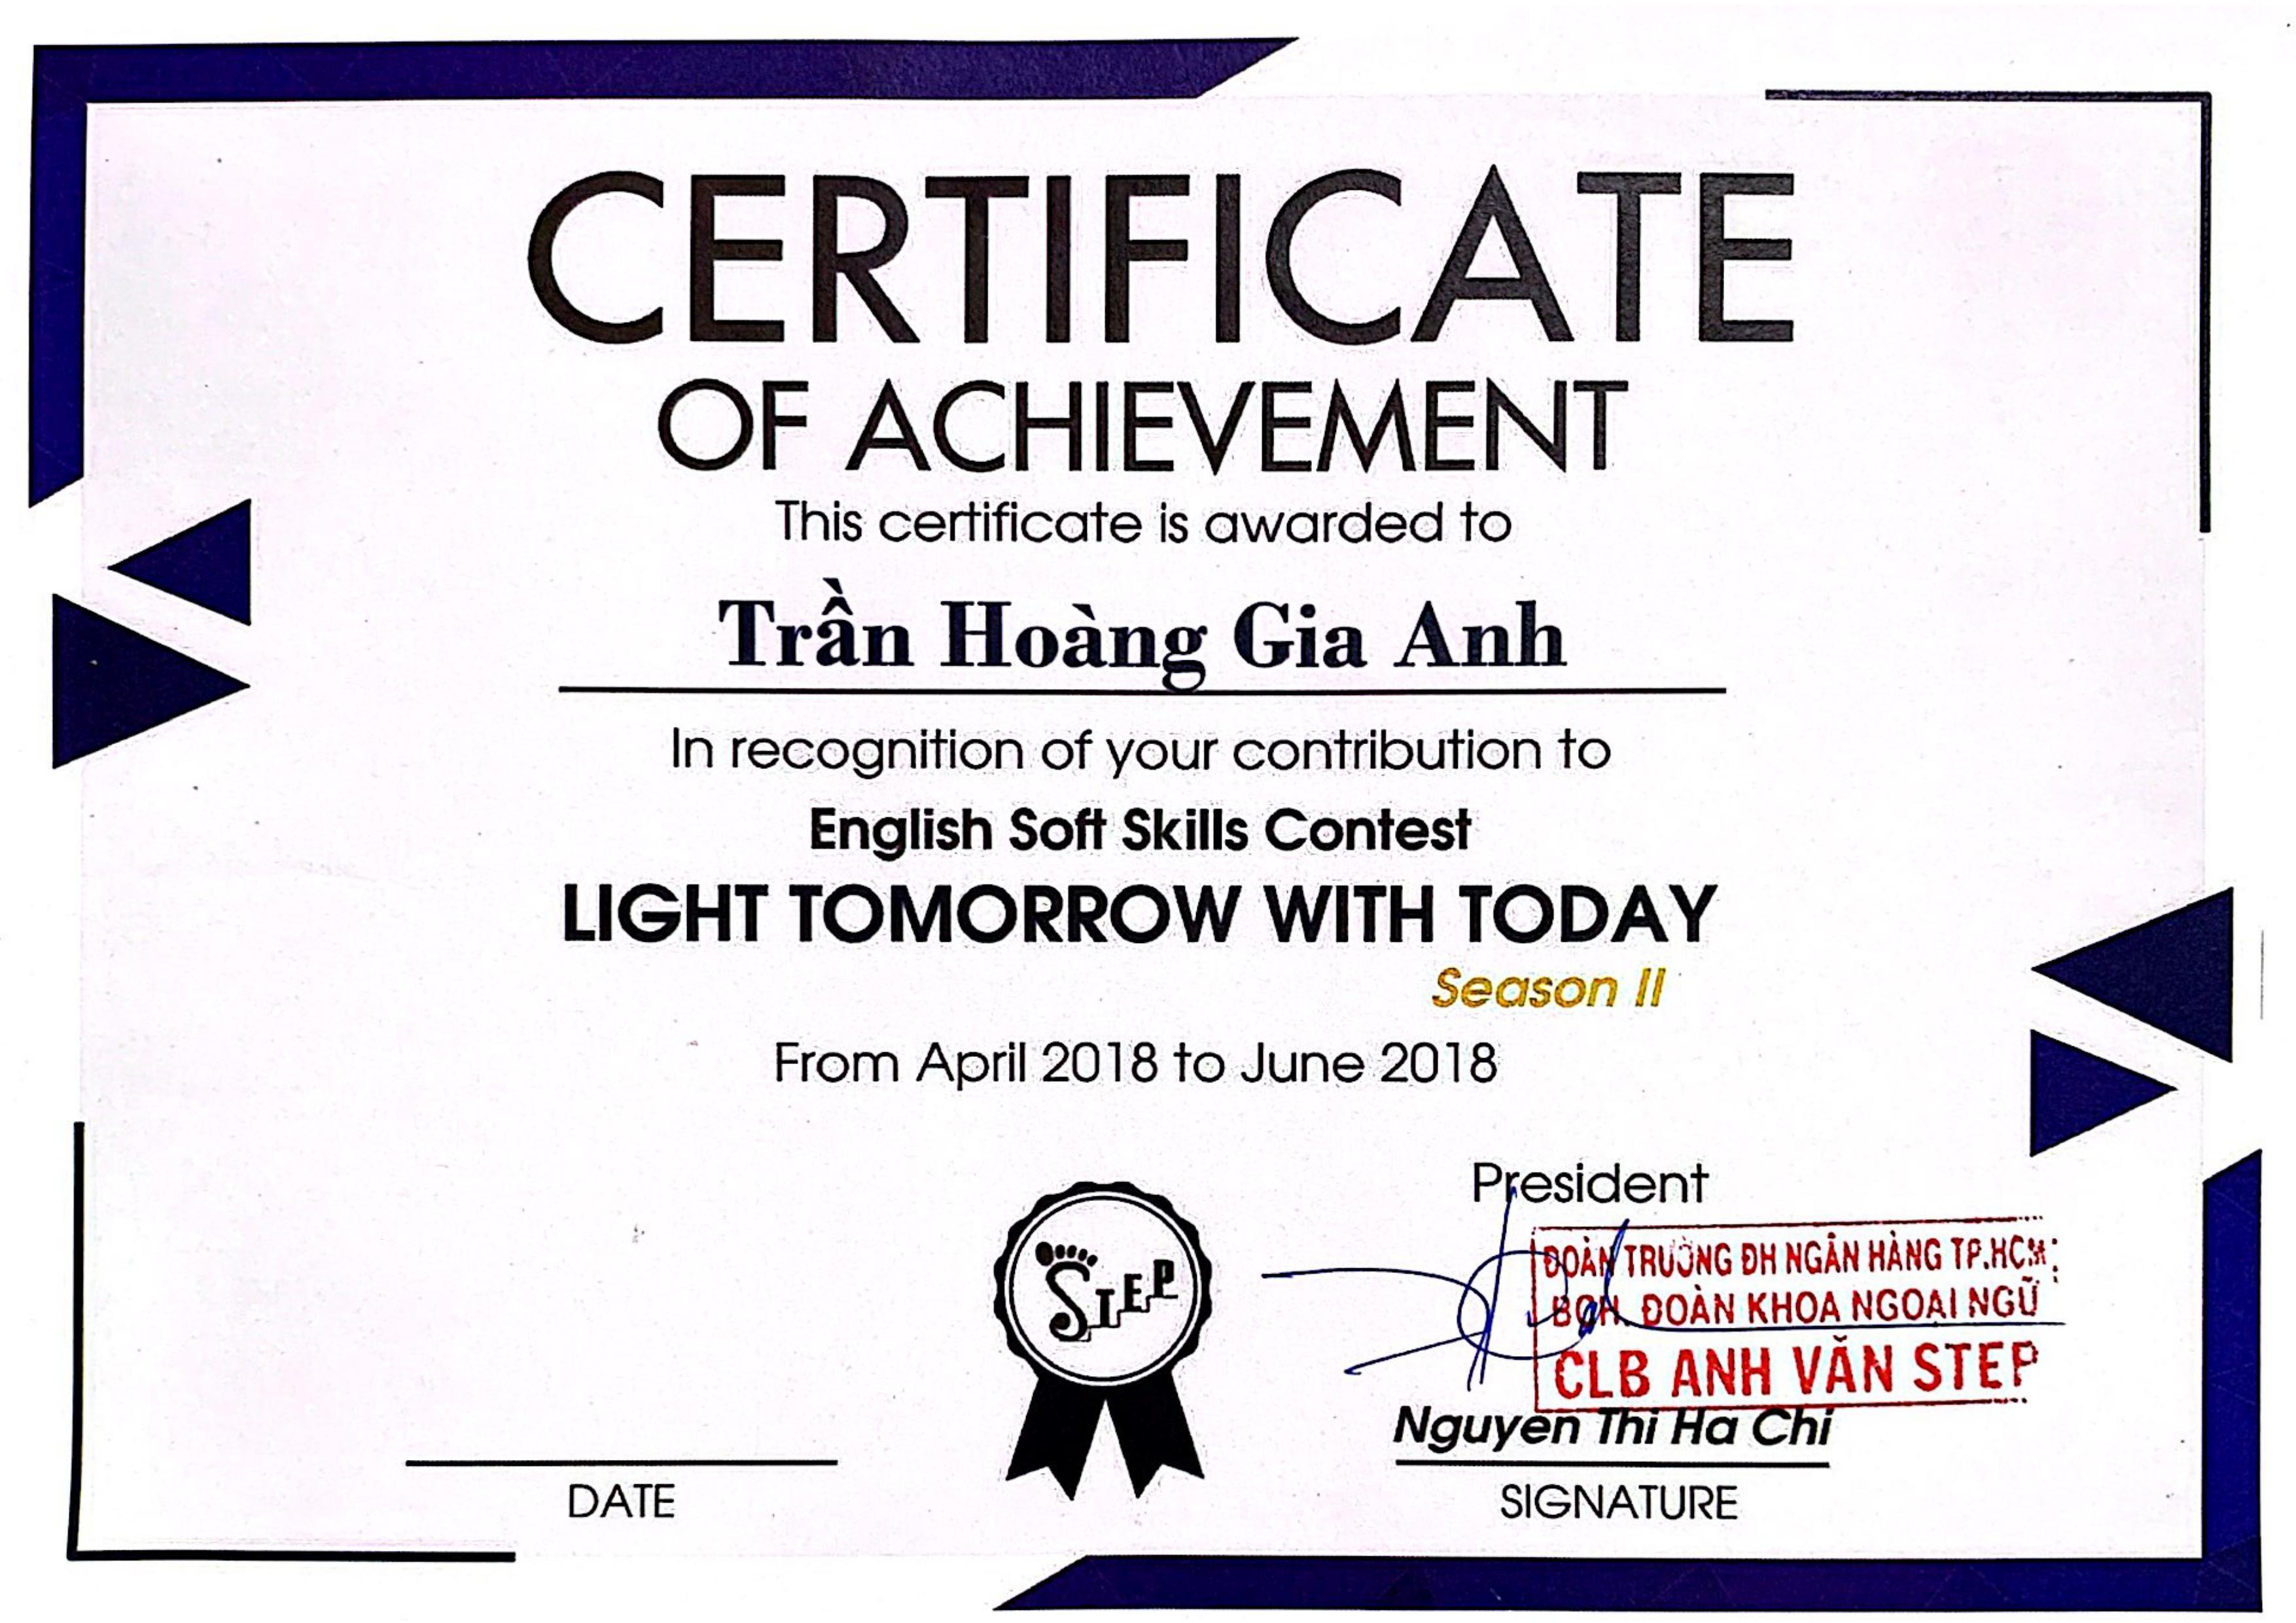 CERTIFICATE
OF ACHIEVEMENT
This certificate is awarded to
Trần Hoàng Gia Anh
In recognition of your contribution to
English Soft Skills Contest
LIGHT TOMORROW WITH TODAY
Season II
From April 2018 to June 2018
President
STEP
ĐOÀN TRƯỜNG ĐH NGÂN HÀNG TP.HCM
BCH. ĐOÀN KHOA NGOẠI NGỮ
CLB ANH VĂN STEP
Nguyen Thi Ha Chi
DATE
SIGNATURE